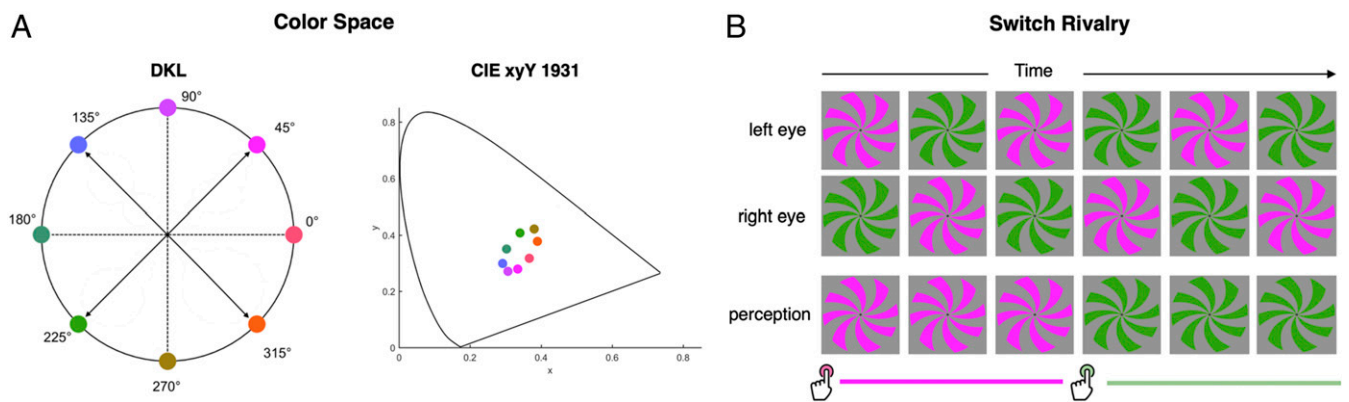 A
Color Space
DKL
90°
135°
45°
180°
0°
225°
315°
270°
CIE xyY 1931
0.8
0.6
y
0.4
0.2
0
0
0.2
0.4
0.6
0.8
x
B
Switch Rivalry
Time
left eye
right eye
perception